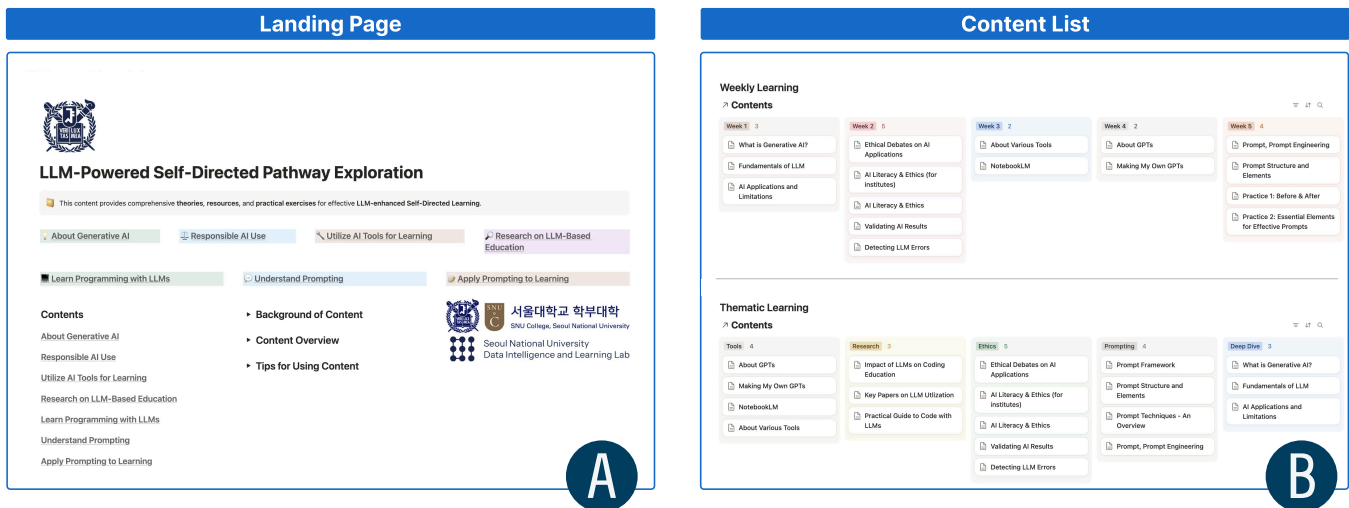 Landing Page
LLM-Powered Self-Directed Pathway Exploration
This content provides comprehensive theories, resources, and practical exercises for effective LLM-enhanced Self-Directed Learning.
About Generative AI
Responsible AI Use
Utilize AI Tools for Learning
Research on LLM-Based
Education
Learn Programming with LLMs
Understand Prompting
Apply Prompting to Learning
Contents
About Generative AI
Responsible AI Use
Utilize AI Tools for Learning
Research on LLM-Based Education
Learn Programming with LLMs
Understand Prompting
Apply Prompting to Learning
Background of Content
Content Overview
Tips for Using Content
VERI LUX
TAS MEA
SNU
C
서울대학교 학부대학
SNU College, Seoul National University
Seoul National University
Data Intelligence and Learning Lab
A
Content List
Weekly Learning
Contents
Week 1 3
What is Generative AI?
Fundamentals of LLM
AI Applications and
Limitations
Week 2 5
Ethical Debates on AI
Applications
AI Literacy & Ethics (for
institutes)
AI Literacy & Ethics
Validating AI Results
Detecting LLM Errors
Week 3 2
About Various Tools
NotebookLM
Week 4 2
About GPTs
Making My Own GPTs
Week 5 4
Prompt, Prompt Engineering
Prompt Structure and
Elements
Practice 1: Before & After
Practice 2: Essential Elements
for Effective Prompts
Thematic Learning
Contents
Tools 4
About GPTs
Making My Own GPTs
NotebookLM
About Various Tools
Research 3
Impact of LLMs on Coding
Education
Key Papers on LLM Utlization
Practical Guide to Code with
LLMs
Ethics 5
Ethical Debates on AI
Applications
AI Literacy & Ethics (for
institutes)
AI Literacy & Ethics
Validating AI Results
Detecting LLM Errors
Prompting 4
Prompt Framework
Prompt Structure and
Elements
Prompt Techniques - An
Overview
Prompt, Prompt Engineering
Deep Dive 3
What is Generative AI?
Fundamentals of LLM
AI Applications and
Limitations
B